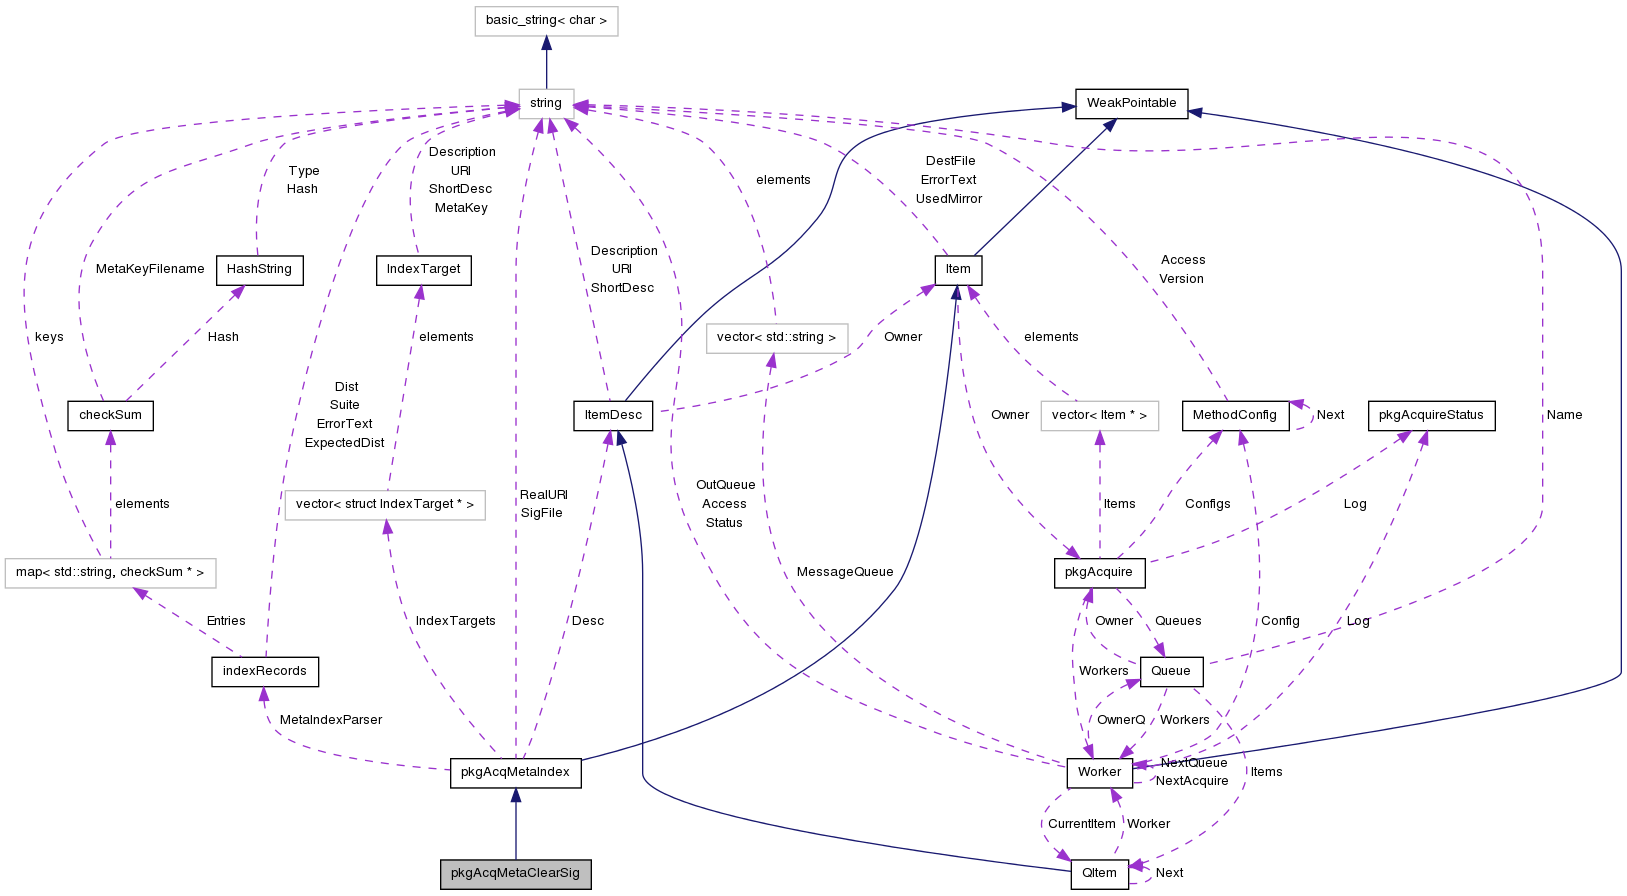 basic_string< char >
string
WeakPointable
Description
URI
ShortDesc
MetaKey
Type
Hash
elements
DestFile
ErrorText
UsedMirror
MetaKeyFilename
HashString
IndexTarget
Description
URI
ShortDesc
Item
Access
Version
keys
Hash
elements
vector< std::string >
Owner
elements
Dist
Suite
ErrorText
ExpectedDist
checkSum
ItemDesc
Owner
vector< Item * >
MethodConfig
Next
pkgAcquireStatus
Name
elements
vector< struct IndexTarget * >
RealURI
SigFile
OutQueue
Access
Status
Items
Configs
Log
map< std::string, checkSum * >
MessageQueue
pkgAcquire
Entries
IndexTargets
Desc
Owner
Queues
Config
Log
indexRecords
Workers
Queue
MetaIndexParser
OwnerQ
Workers
pkgAcqMetaIndex
Worker
NextQueue
NextAcquire
Items
CurrentItem
Worker
pkgAcqMetaClearSig
QItem
Next